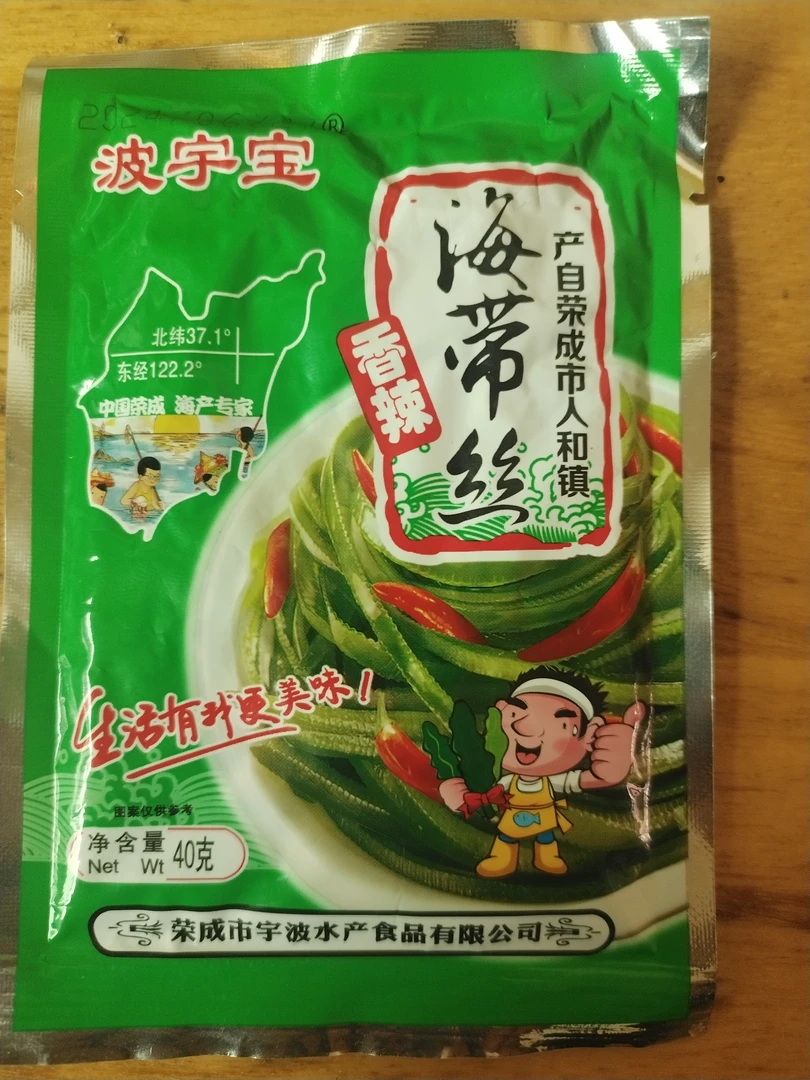 波宇宝®
海带丝
产自荣成市人和镇
香辣
北纬37.1°
东经122.2°
中国荣成 海产专家
生活有我更美味!
图案仅供参考
净含量
Net Wt 40克
荣成市宇波水产食品有限公司